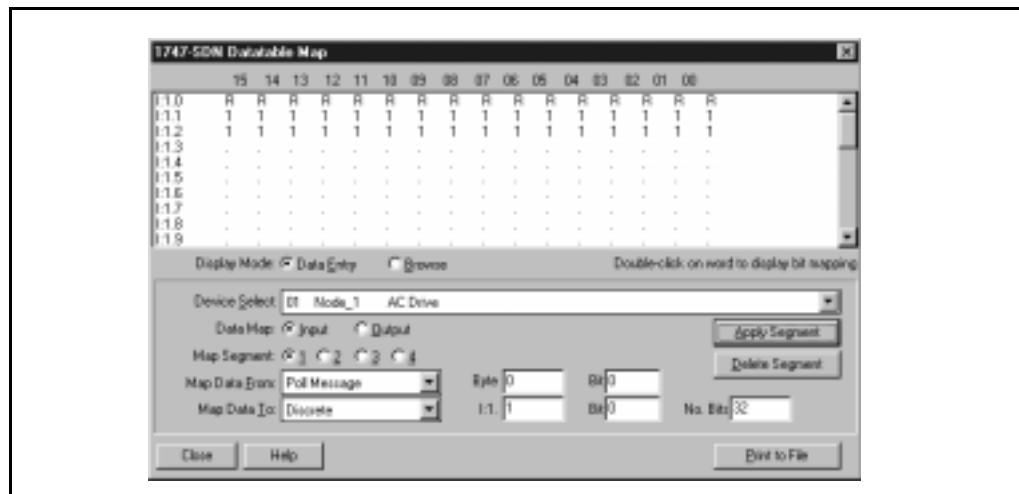 1747-SDN Datatable Map
15 14 13 12 11 10 09 08 07 06 05 04 03 02 01 00
I:1.0 R R R R R R R R R R R R R R R R
I:1.1 1 1 1 1 1 1 1 1 1 1 1 1 1 1 1 1
I:1.2 1 1 1 1 1 1 1 1 1 1 1 1 1 1 1 1
I:1.3 . . . . . . . . . . . . . . . .
I:1.4 . . . . . . . . . . . . . . . .
I:1.5 . . . . . . . . . . . . . . . .
I:1.6 . . . . . . . . . . . . . . . .
I:1.7 . . . . . . . . . . . . . . . .
I:1.8 . . . . . . . . . . . . . . . .
I:1.9 . . . . . . . . . . . . . . . .
Display Mode: Data Entry Browse Double-click on word to display bit mapping
Device Select: 01 Node_1 AC Drive
Data Map: Input Output Apply Segment
Map Segment: 1 2 3 4 Delete Segment
Map Data From: Poll Message Byte 0 Bit 0
Map Data To: Discrete I:1. 1 Bit 0 No. Bits 32
Close Help Print to File